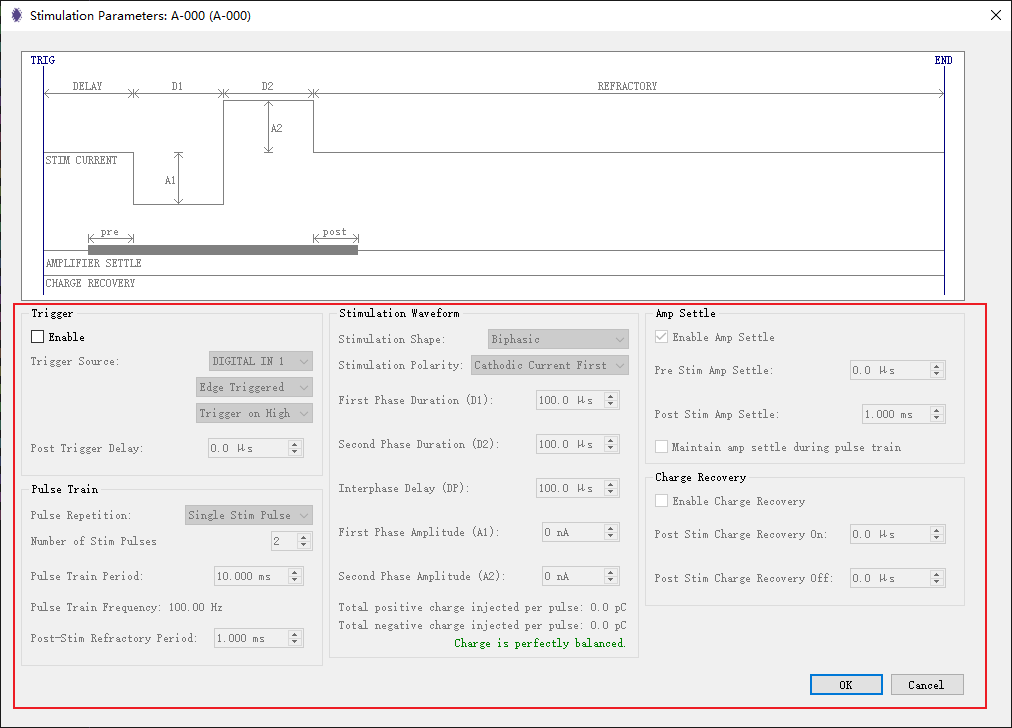 Stimulation Parameters: A-000 (A-000)
TRIG
END
DELAY
D1
D2
REFRACTORY
A2
STIM CURRENT
A1
pre
post
AMPLIFIER SETTLE
CHARGE RECOVERY
Trigger
Enable
Trigger Source:
DIGITAL IN 1
Edge Triggered
Trigger on High
Post Trigger Delay:
0.0 µs
Pulse Train
Pulse Repetition:
Single Stim Pulse
Number of Stim Pulses
2
Pulse Train Period:
10.000 ms
Pulse Train Frequency: 100.00 Hz
Post-Stim Refractory Period:
1.000 ms
Stimulation Waveform
Stimulation Shape:
Biphasic
Stimulation Polarity:
Cathodic Current First
First Phase Duration (D1):
100.0 µs
Second Phase Duration (D2):
100.0 µs
Interphase Delay (DP):
100.0 µs
First Phase Amplitude (A1):
0 nA
Second Phase Amplitude (A2):
0 nA
Total positive charge injected per pulse: 0.0 pC
Total negative charge injected per pulse: 0.0 pC
Charge is perfectly balanced.
Amp Settle
Enable Amp Settle
Pre Stim Amp Settle:
0.0 µs
Post Stim Amp Settle:
1.000 ms
Maintain amp settle during pulse train
Charge Recovery
Enable Charge Recovery
Post Stim Charge Recovery On:
0.0 µs
Post Stim Charge Recovery Off:
0.0 µs
OK
Cancel